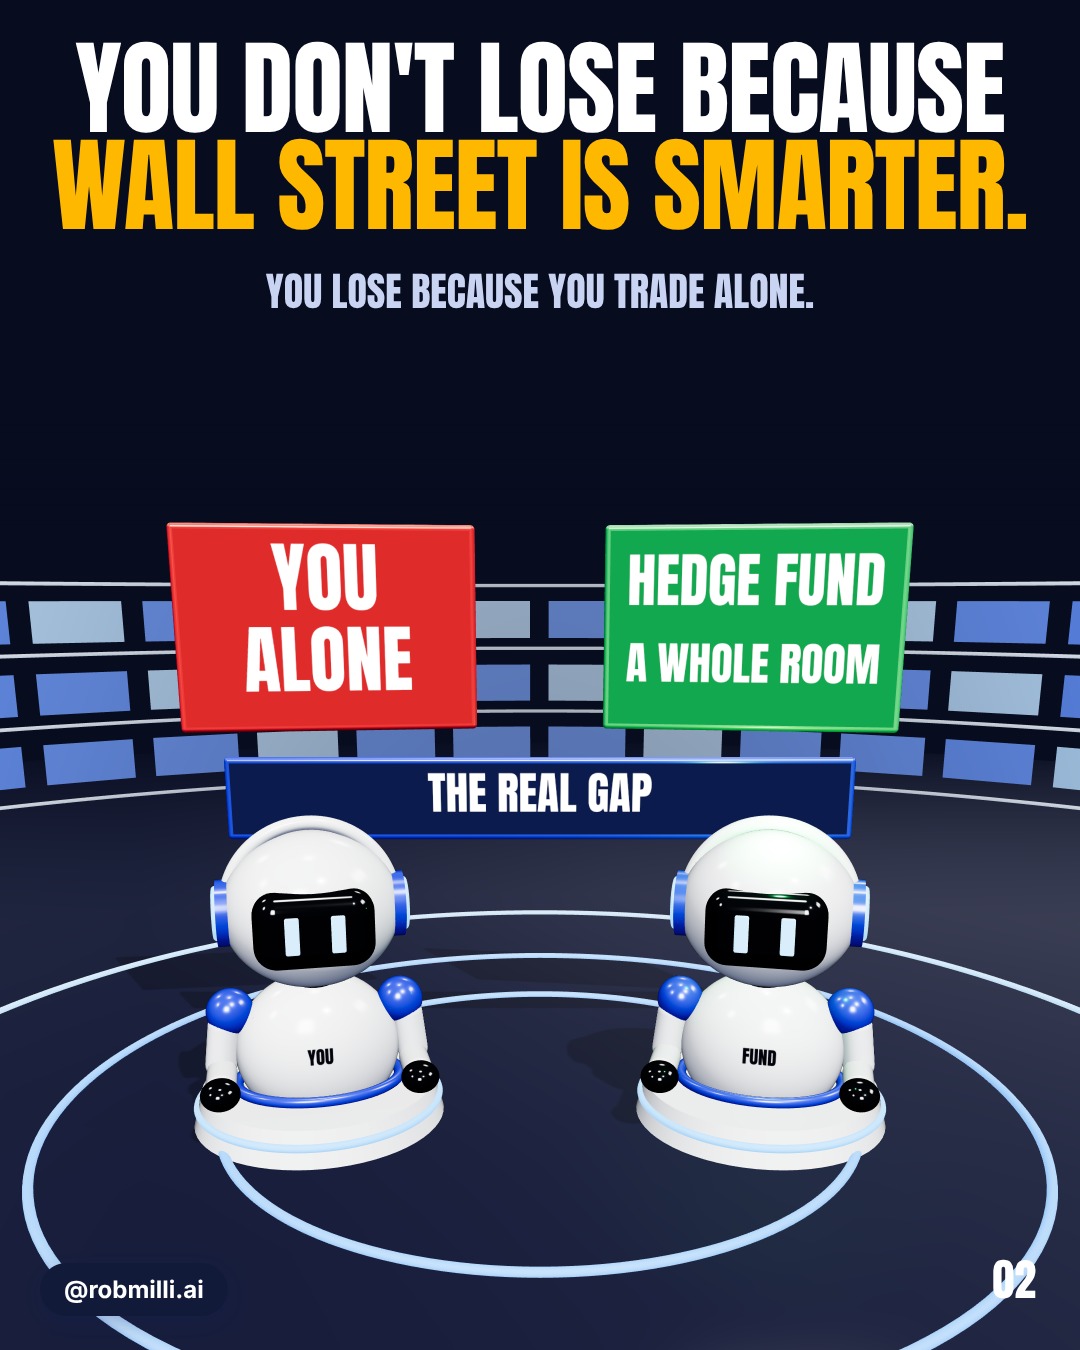 YOU DON'T LOSE BECAUSE
WALL STREET IS SMARTER.
YOU LOSE BECAUSE YOU TRADE ALONE.
YOU
ALONE
HEDGE FUND
A WHOLE ROOM
THE REAL GAP
YOU
FUND
@robmilli.ai
02